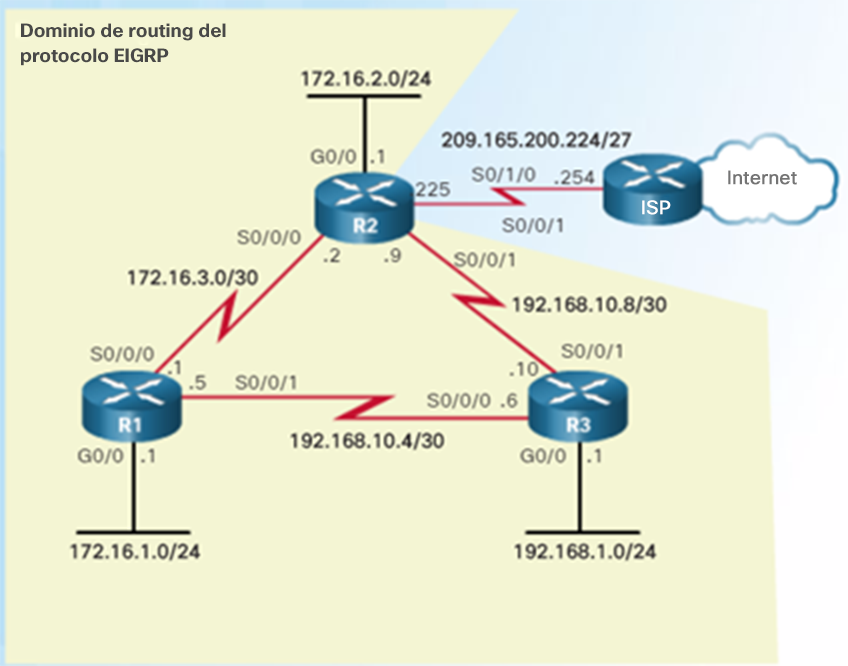 Dominio de routing del
protocolo EIGRP
172.16.2.0/24
209.165.200.224/27
G0/0 .1
S0/1/0 .254
Internet
225
ISP
R2
S0/0/1
S0/0/0
.2 .9
S0/0/1
172.16.3.0/30
192.168.10.8/30
S0/0/0
.1
S0/0/1
.10
.5 S0/0/1
S0/0/0 .6
R1
R3
192.168.10.4/30
G0/0 .1
G0/0 .1
172.16.1.0/24
192.168.1.0/24